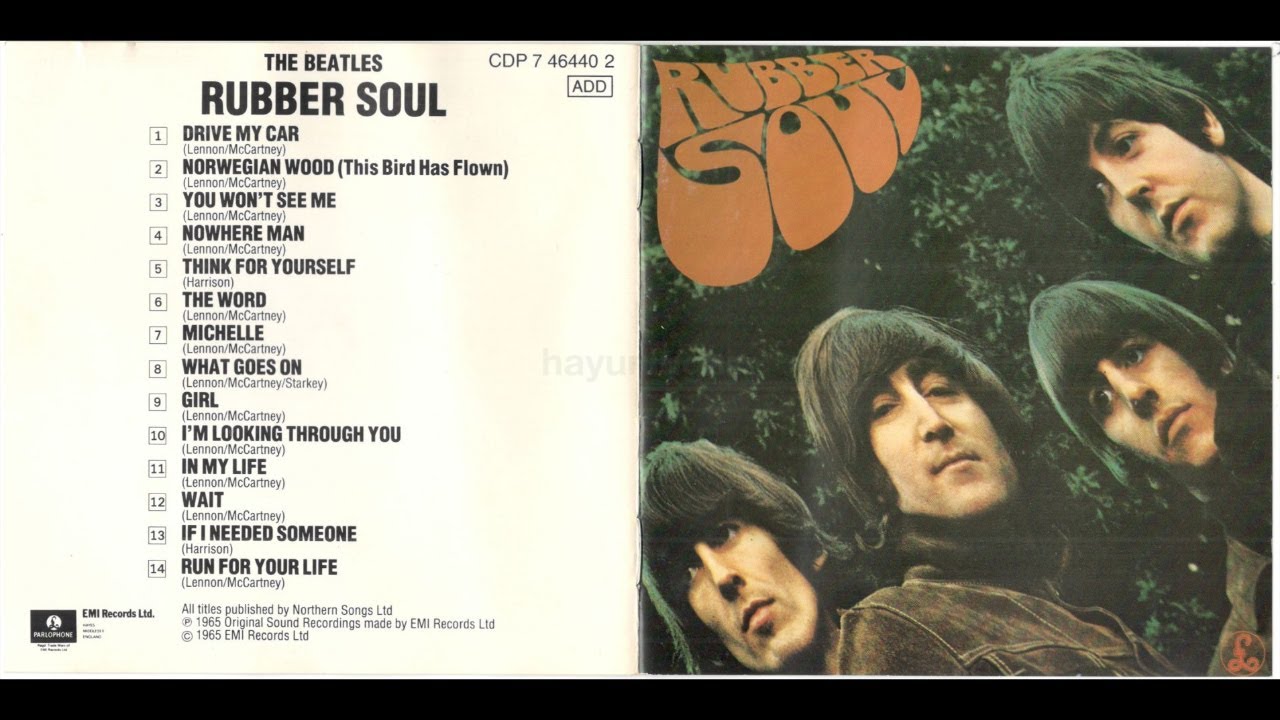 THE BEATLES
RUBBER SOUL
CDP 7 46440 2
ADD
1 DRIVE MY CAR
(Lennon/McCartney)
2 NORWEGIAN WOOD (This Bird Has Flown)
(Lennon/McCartney)
3 YOU WON'T SEE ME
(Lennon/McCartney)
4 NOWHERE MAN
(Lennon/McCartney)
5 THINK FOR YOURSELF
(Harrison)
6 THE WORD
(Lennon/McCartney)
7 MICHELLE
(Lennon/McCartney)
8 WHAT GOES ON
(Lennon/McCartney/Starkey)
9 GIRL
(Lennon/McCartney)
10 I'M LOOKING THROUGH YOU
(Lennon/McCartney)
11 IN MY LIFE
(Lennon/McCartney)
12 WAIT
(Lennon/McCartney)
13 IF I NEEDED SOMEONE
(Harrison)
14 RUN FOR YOUR LIFE
(Lennon/McCartney)
PARLOPHONE
EMI Records Ltd.
HAYES
MIDDLESEX
ENGLAND
All titles published by Northern Songs Ltd
℗ 1965 Original Sound Recordings made by EMI Records Ltd
© 1965 EMI Records Ltd
RUBBER
SOUL